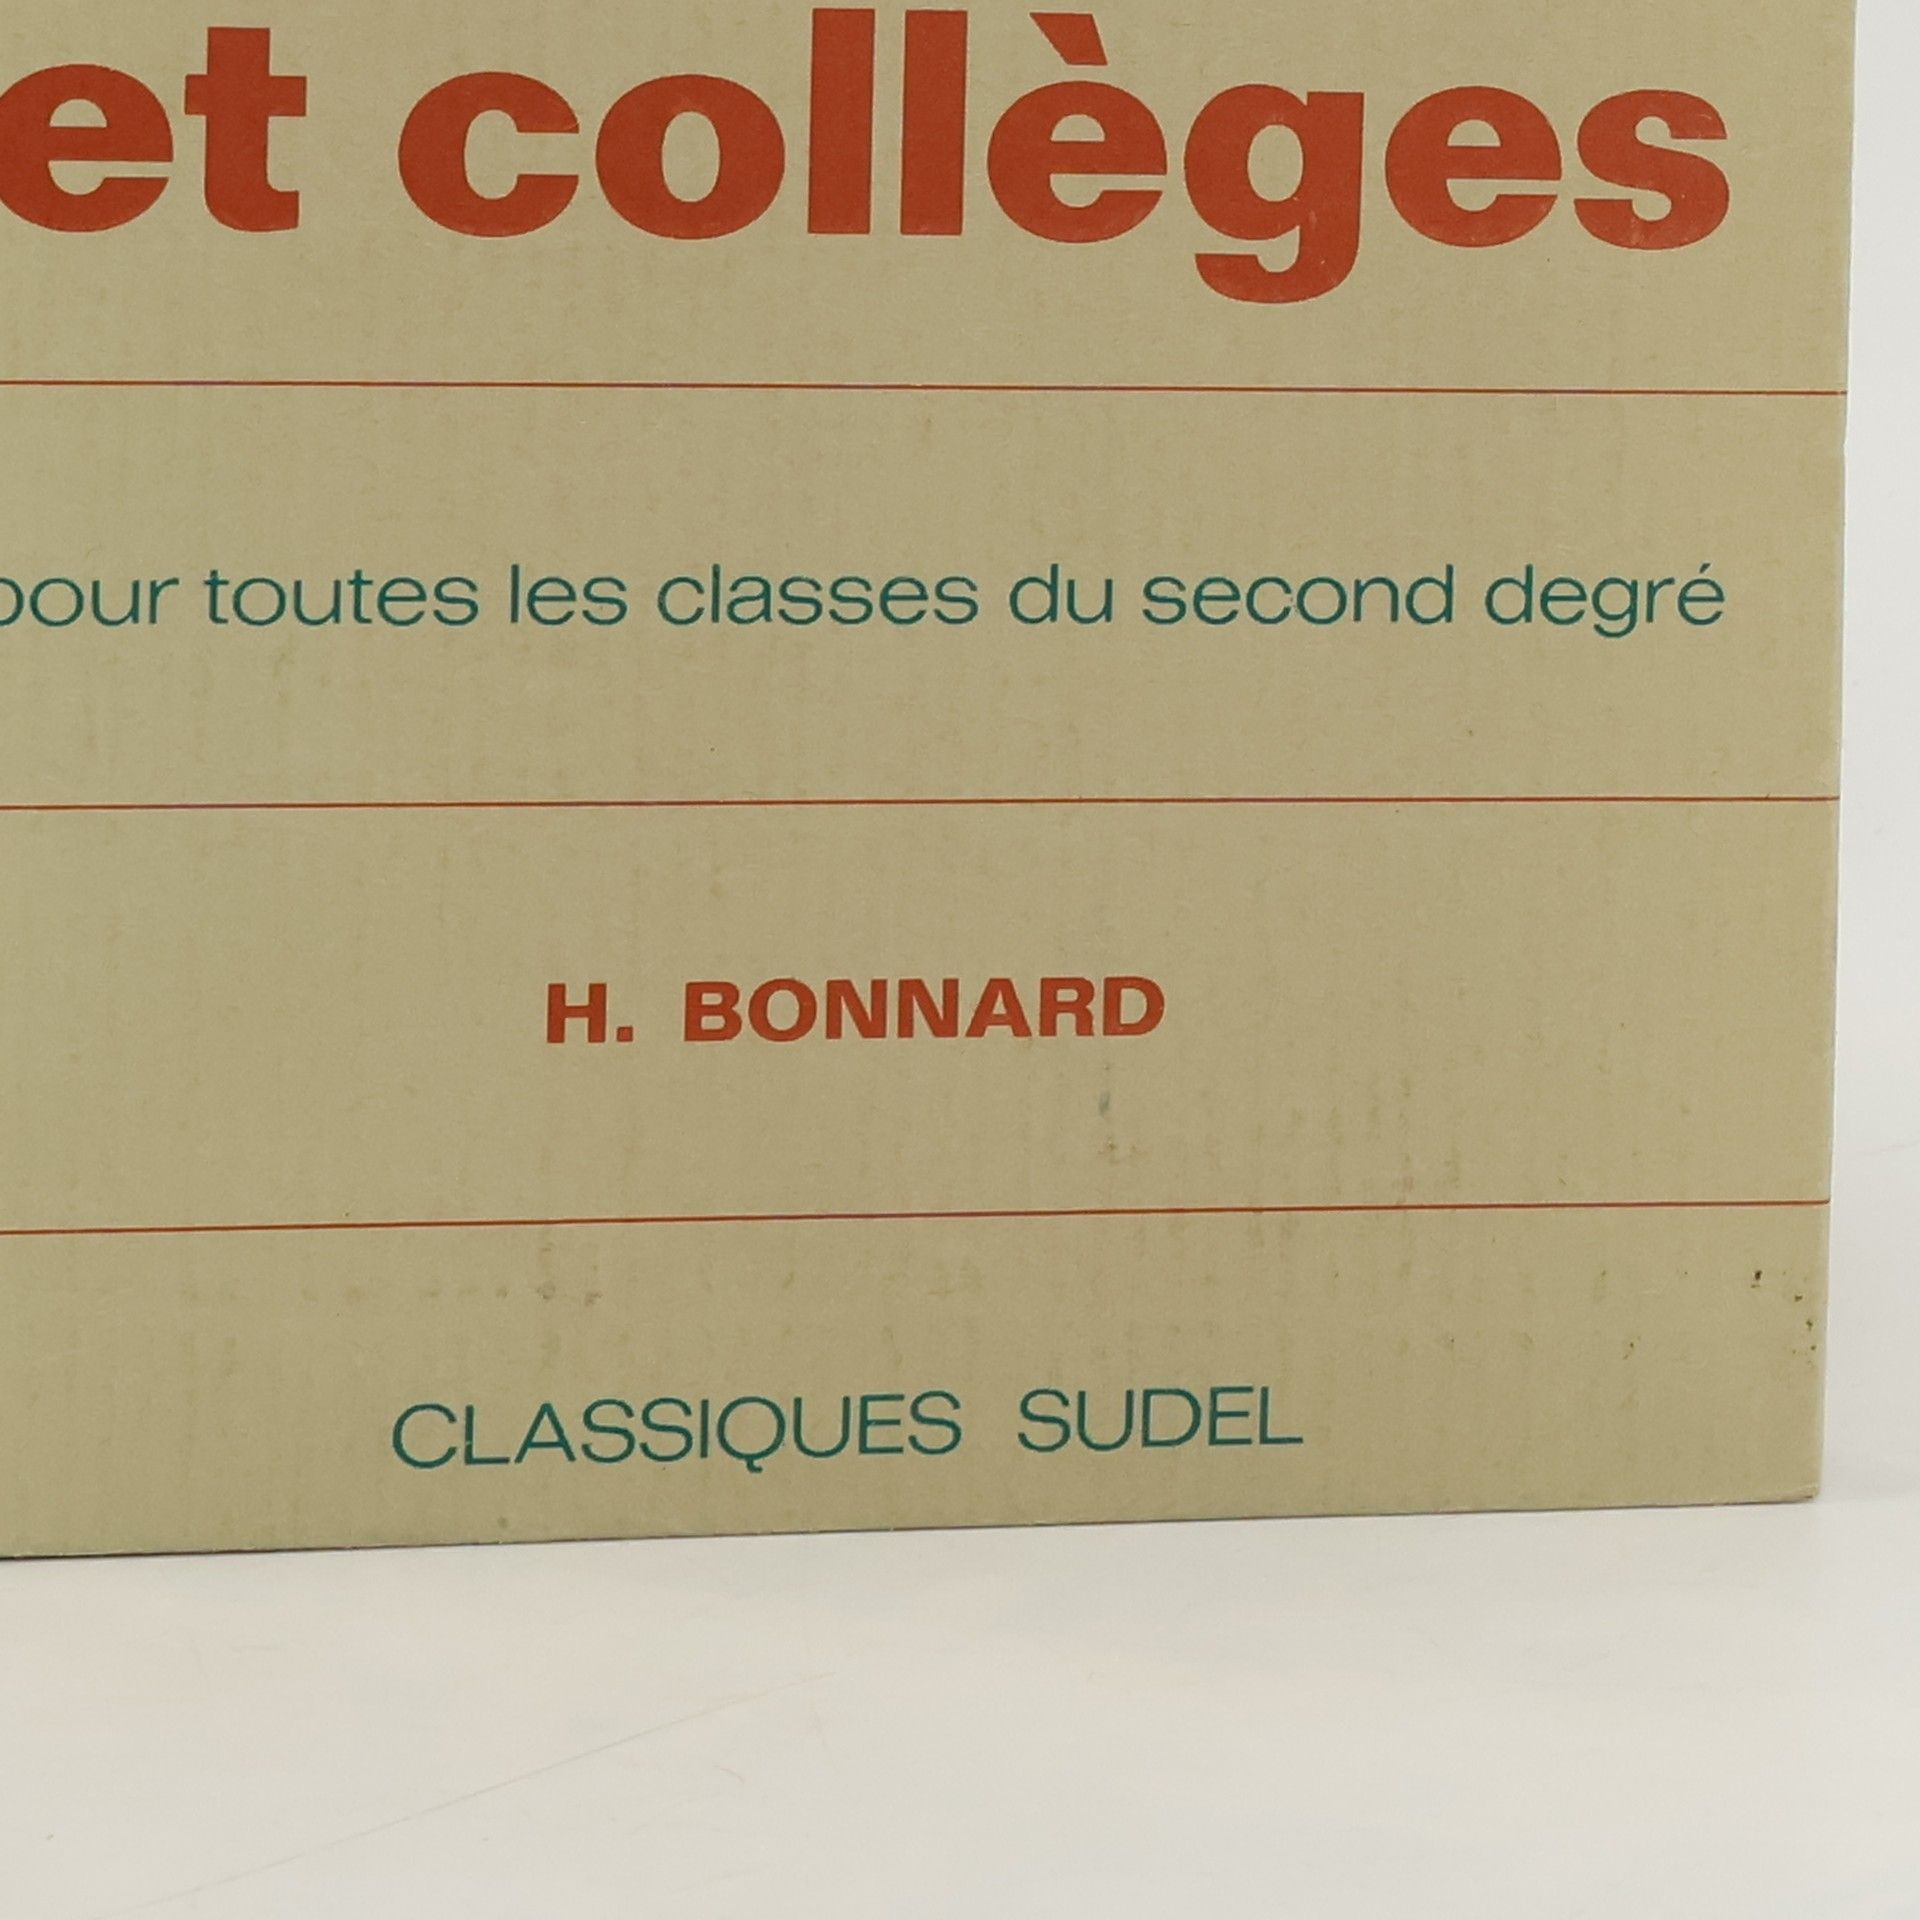 et collèges
pour toutes les classes du second degré
H. BONNARD
CLASSIQUES SUDEL